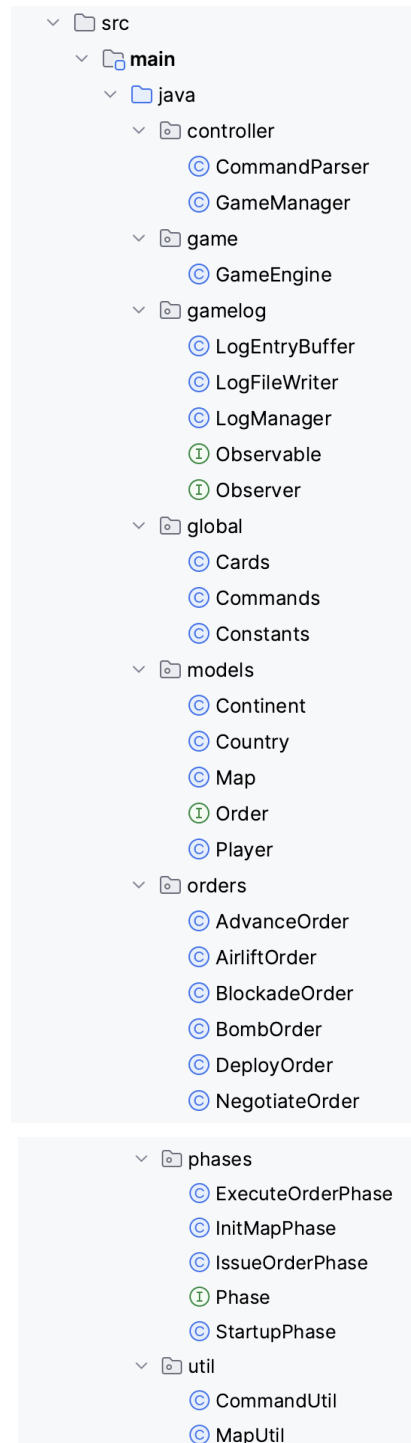 src
main
java
controller
C CommandParser
C GameManager
game
C GameEngine
gamelog
C LogEntryBuffer
C LogFileWriter
C LogManager
I Observable
I Observer
global
C Cards
C Commands
C Constants
models
C Continent
C Country
C Map
I Order
C Player
orders
C AdvanceOrder
C AirliftOrder
C BlockadeOrder
C BombOrder
C DeployOrder
C NegotiateOrder
phases
C ExecuteOrderPhase
C InitMapPhase
C IssueOrderPhase
I Phase
C StartupPhase
util
C CommandUtil
C MapUtil